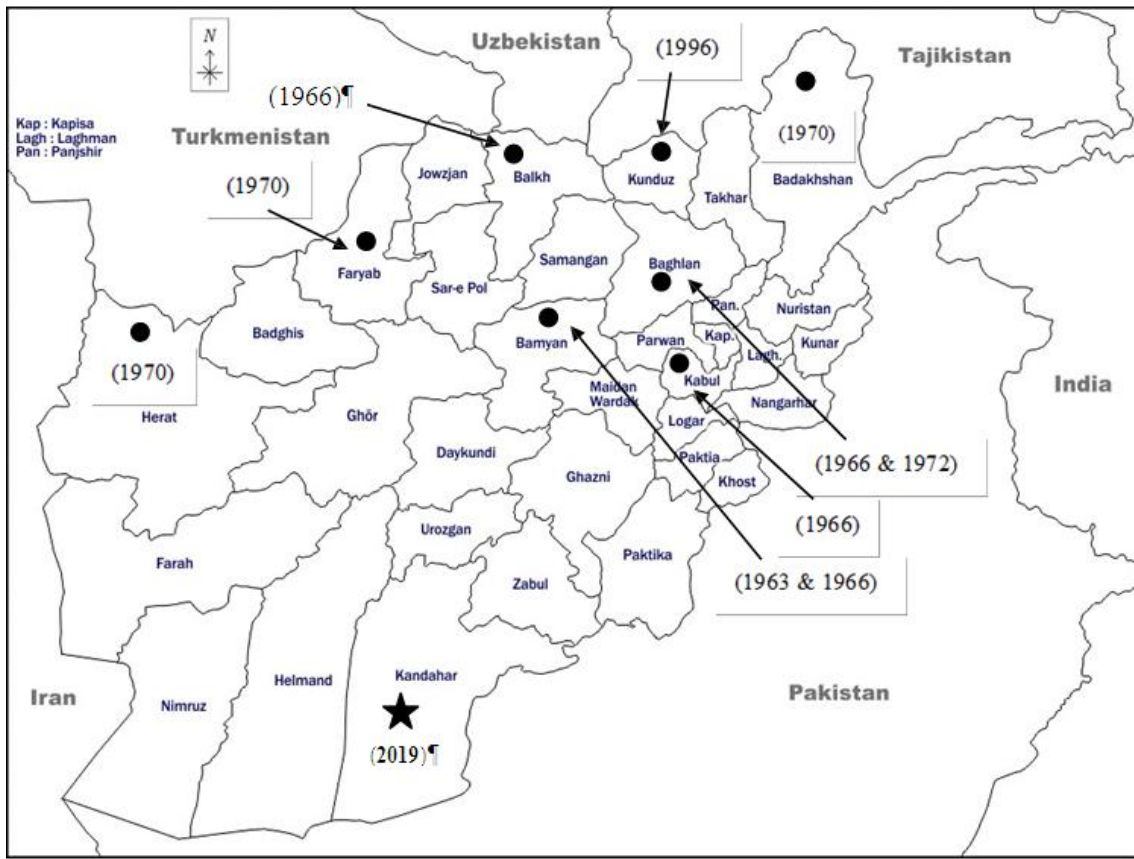 N
Uzbekistan
(1996)
Tajikistan
(1966)¶
Kap : Kapisa
Lagh : Laghman
Pan : Panjshir
Turkmenistan
(1970)
(1970)
Jowzjan
Balkh
Kunduz
Takhar
Badakhshan
Faryab
Samangan
Baghlan
Sar-e Pol
Pan.
Nuristan
Badghis
Bamyan
Parwan
Kap.
Kunar
Lagh.
(1970)
Kabul
India
Maidan
Wardak
Nangarhar
Herat
Ghōr
Logar
Daykundi
Paktia
(1966 & 1972)
Ghazni
Khost
Urozgan
(1966)
Farah
Zabul
Paktika
(1963 & 1966)
Kandahar
Helmand
Iran
Nimruz
Pakistan
(2019)¶